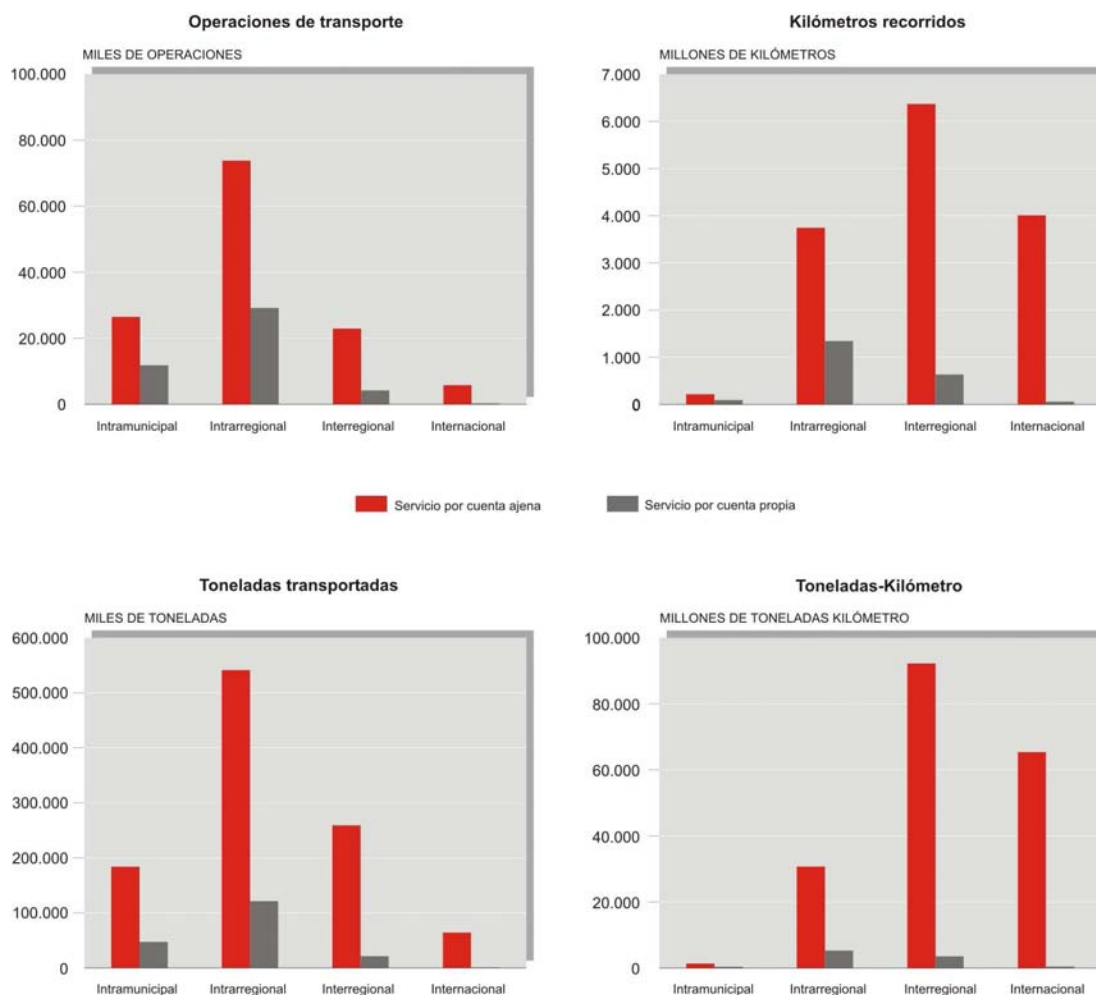 Operaciones de transporte
MILES DE OPERACIONES
100.000
80.000
60.000
40.000
20.000
0
Intramunicipal Intrarregional Interregional Internacional
Kilómetros recorridos
MILLONES DE KILÓMETROS
7.000
6.000
5.000
4.000
3.000
2.000
1.000
0
Intramunicipal Intrarregional Interregional Internacional
Servicio por cuenta ajena
Servicio por cuenta propia
Toneladas transportadas
MILES DE TONELADAS
600.000
500.000
400.000
300.000
200.000
100.000
0
Intramunicipal Intrarregional Interregional Internacional
Toneladas-Kilómetro
MILLONES DE TONELADAS KILÓMETRO
100.000
80.000
60.000
40.000
20.000
0
Intramunicipal Intrarregional Interregional Internacional